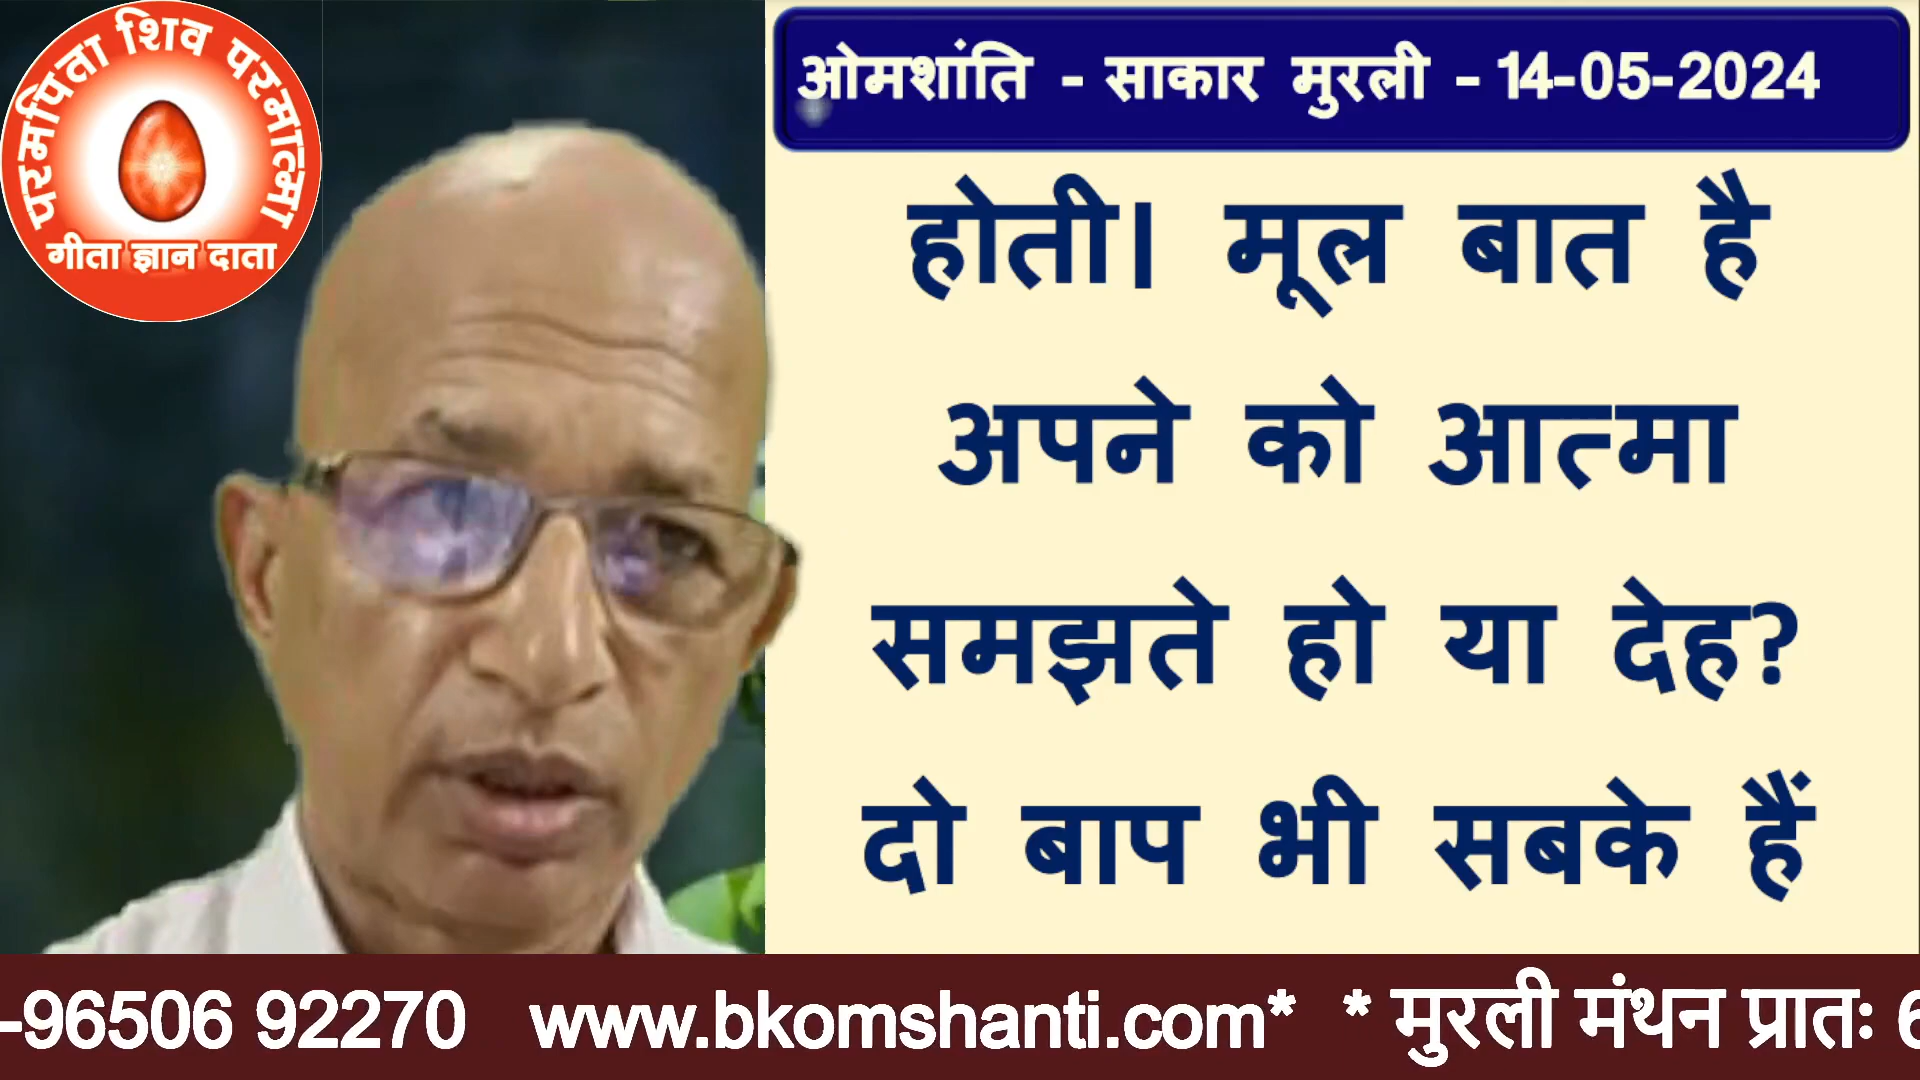 परमपिता शिव परमात्मा
गीता ज्ञान दाता
ओमशांति - साकार मुरली - 14-05-2024
होती। मूल बात है
अपने को आत्मा
समझते हो या देह?
दो बाप भी सबके हैं
-96506 92270 www.bkomshanti.com* * मुरली मंथन प्रातः 6